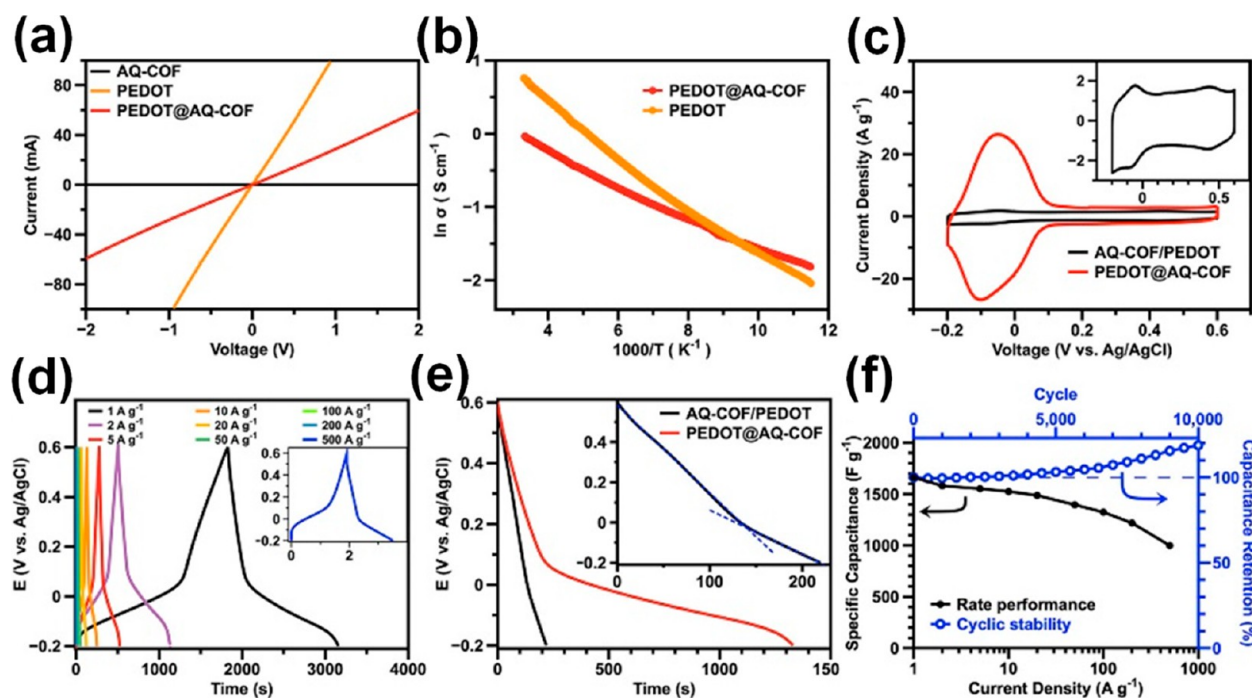 (a)
AQ-COF
PEDOT
PEDOT@AQ-COF
80
40
0
−40
−80
−2
−1
0
1
2
Current (mA)
Voltage (V)
(b)
PEDOT@AQ-COF
PEDOT
1
0
−1
−2
4
6
8
10
12
ln σ ( S cm⁻¹)
1000/T ( K⁻¹)
(c)
40
20
0
−20
−0.2
0
0.2
0.4
0.6
2
0
−2
0
0.5
AQ-COF/PEDOT
PEDOT@AQ-COF
Current Density (A g⁻¹)
Voltage (V vs. Ag/AgCl)
(d)
1 A g⁻¹
10 A g⁻¹
100 A g⁻¹
2 A g⁻¹
20 A g⁻¹
200 A g⁻¹
5 A g⁻¹
50 A g⁻¹
500 A g⁻¹
0.6
0.4
0.2
0
−0.2
0
1000
2000
3000
4000
0.6
0.4
0.2
0
−0.2
0
2
E (V vs. Ag/AgCl)
Time (s)
(e)
AQ-COF/PEDOT
PEDOT@AQ-COF
0.6
0.4
0.2
0
−0.2
0
500
1000
150
0.4
0.2
0
−0.2
0
100
200
E (V vs. Ag/AgCl)
Time (s)
(f)
Cycle
0
5,000
10,000
2000
1500
1000
500
0
100
50
0
Rate performance
Cyclic stability
1
10
100
1000
Specific Capacitance (F g⁻¹)
Capacitance Retention (%)
Current Density (A g⁻¹)